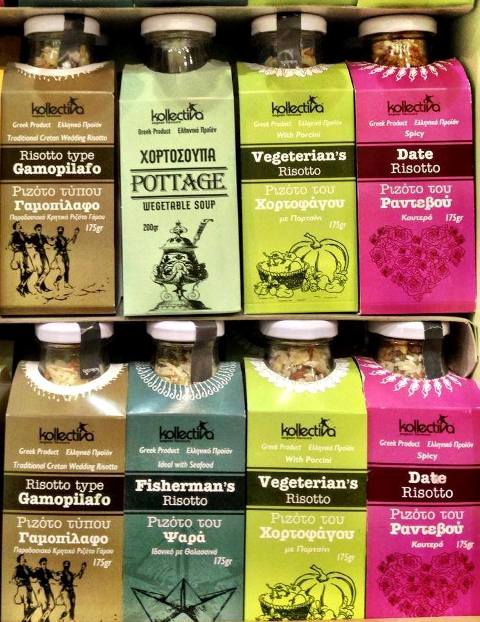 kollectiva
Greek Product Ελληνικό Προϊόν
Traditional Cretan Wedding Risotto
Risotto type
Gamopilafo
Ριζότο τύπου
Γαμοπίλαφο
Παραδοσιακό Κρητικό Ριζότο Γάμου
175gr
kollectiva
Greek Product Ελληνικό Προϊόν
ΧΟΡΤΟΣΟΥΠΑ
POTTAGE
WEGETABLE SOUP
200gr
kollectiva
Greek Product Ελληνικό Προϊόν
With Porcini
Vegeterian's
Risotto
Ριζότο του
Χορτοφάγου
με Πορτσίνι
175gr
kollectiva
Greek Product Ελληνικό Προϊόν
Spicy
Date
Risotto
Ριζότο του
Ραντεβού
Καυτερό 175gr
kollectiva
Greek Product Ελληνικό Προϊόν
Traditional Cretan Wedding Risotto
Risotto type
Gamopilafo
Ριζότο τύπου
Γαμοπίλαφο
Παραδοσιακό Κρητικό Ριζότο Γάμου
175gr
kollectiva
Greek Product Ελληνικό Προϊόν
Ideal with Seafood
Fisherman's
Risotto
Ριζότο του
Ψαρά
Ιδανικό με Θαλασσινά
175gr
kollectiva
Greek Product Ελληνικό Προϊόν
With Porcini
Vegeterian's
Risotto
Ριζότο του
Χορτοφάγου
με Πορτσίνι
175gr
kollectiva
Greek Product Ελληνικό Προϊόν
Spicy
Date
Risotto
Ριζότο του
Ραντεβού
Καυτερό 175gr